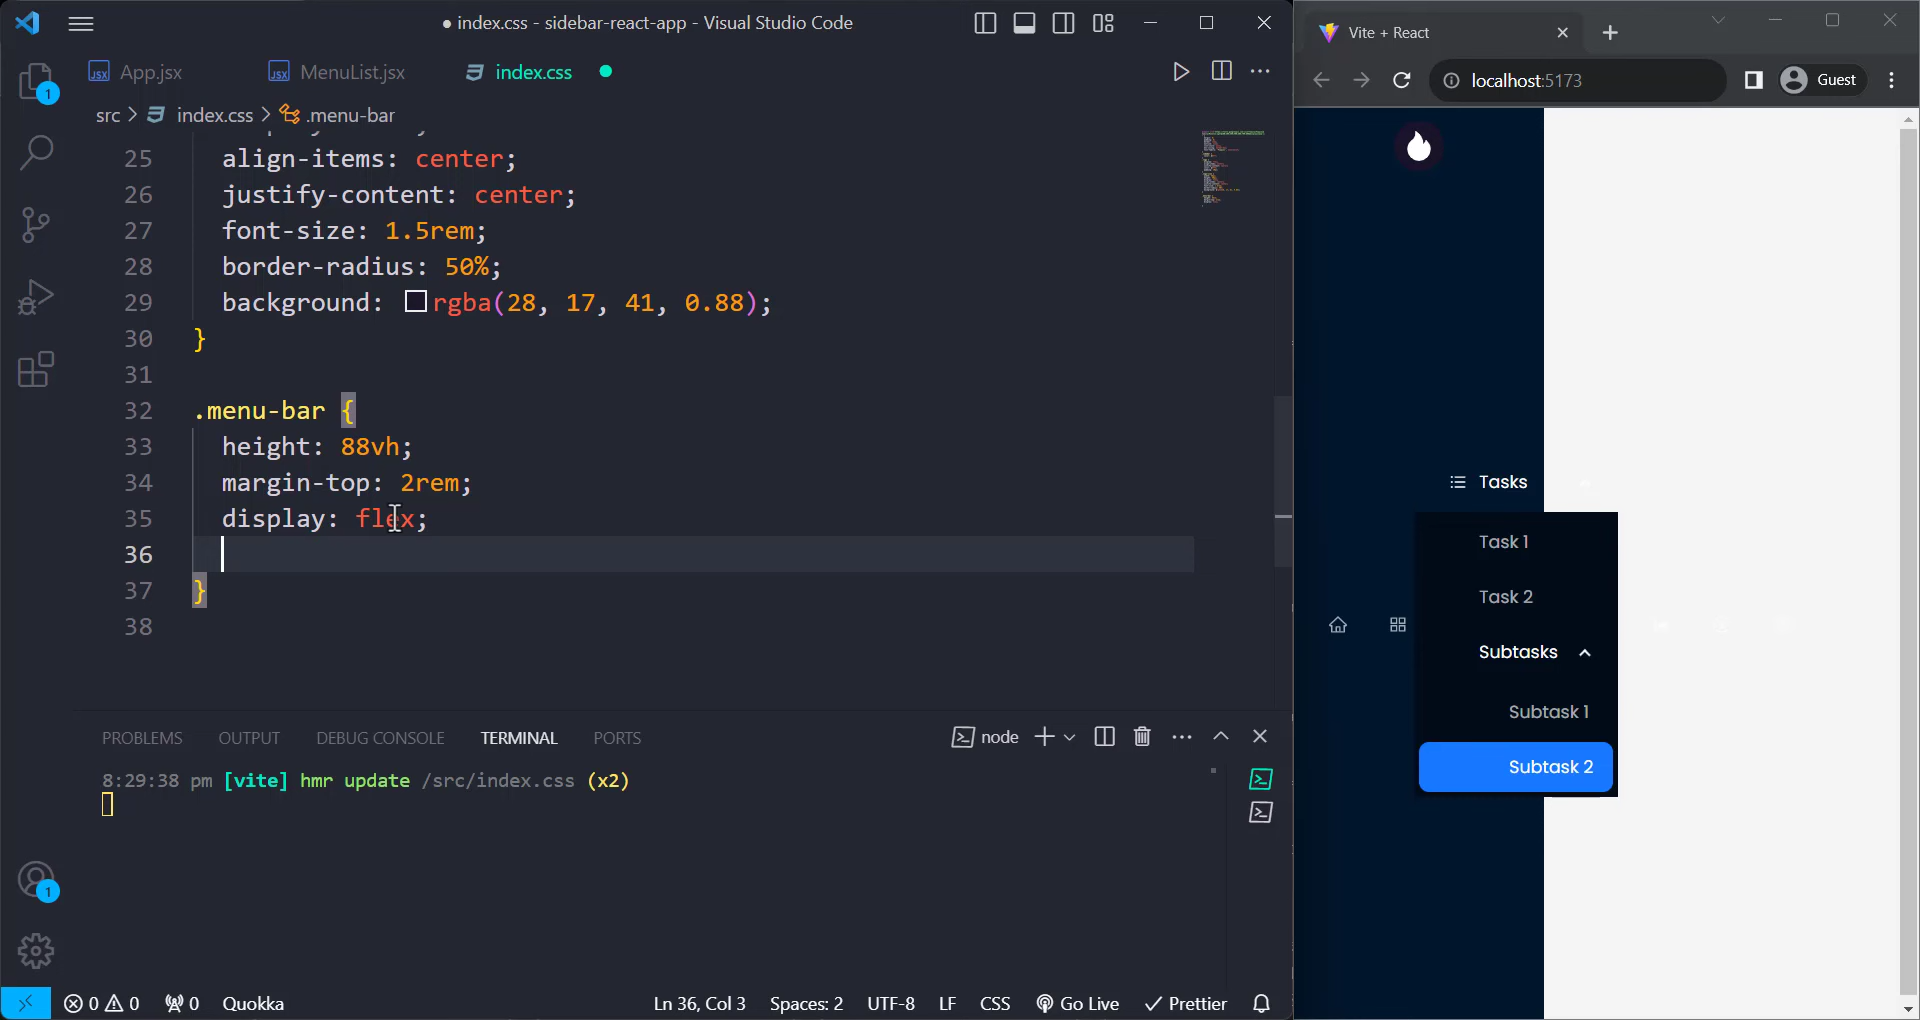 index.css - sidebar-react-app - Visual Studio Code
App.jsx
MenuList.jsx
index.css
src > index.css > .menu-bar
25 align-items: center;
26 justify-content: center;
27 font-size: 1.5rem;
28 border-radius: 50%;
29 background: rgba(28, 17, 41, 0.88);
30 }
31
32 .menu-bar {
33 height: 88vh;
34 margin-top: 2rem;
35 display: flex;
36
37 }
38
PROBLEMS OUTPUT DEBUG CONSOLE TERMINAL PORTS
node
8:29:38 pm [vite] hmr update /src/index.css (x2)
1
1
0 0 0 Quokka
Ln 36, Col 3 Spaces: 2 UTF-8 LF CSS Go Live Prettier
Vite + React
localhost:5173
Guest
Tasks
Task 1
Task 2
Subtasks
Subtask 1
Subtask 2